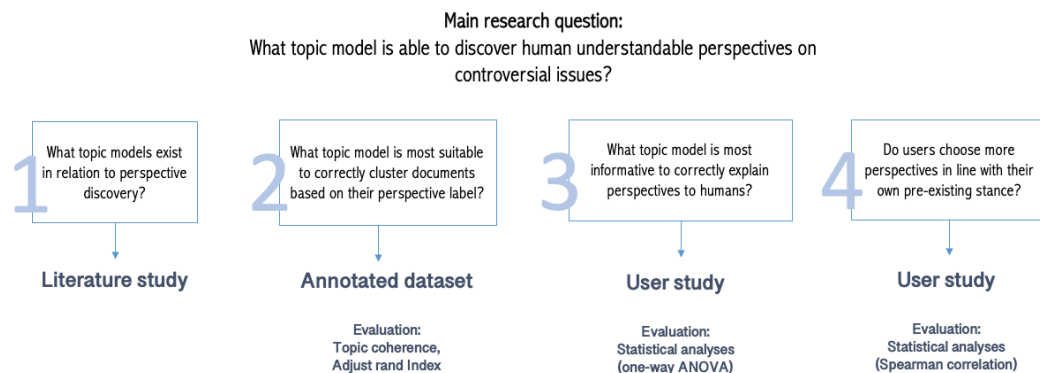 Main research question:
What topic model is able to discover human understandable perspectives on
controversial issues?
1
What topic models exist
in relation to perspective
discovery?
Literature study
2
What topic model is most suitable
to correctly cluster documents
based on their perspective label?
Annotated dataset
Evaluation:
Topic coherence,
Adjust rand Index
3
What topic model is most
informative to correctly explain
perspectives to humans?
User study
Evaluation:
Statistical analyses
(one-way ANOVA)
4
Do users choose more
perspectives in line with their
own pre-existing stance?
User study
Evaluation:
Statistical analyses
(Spearman correlation)